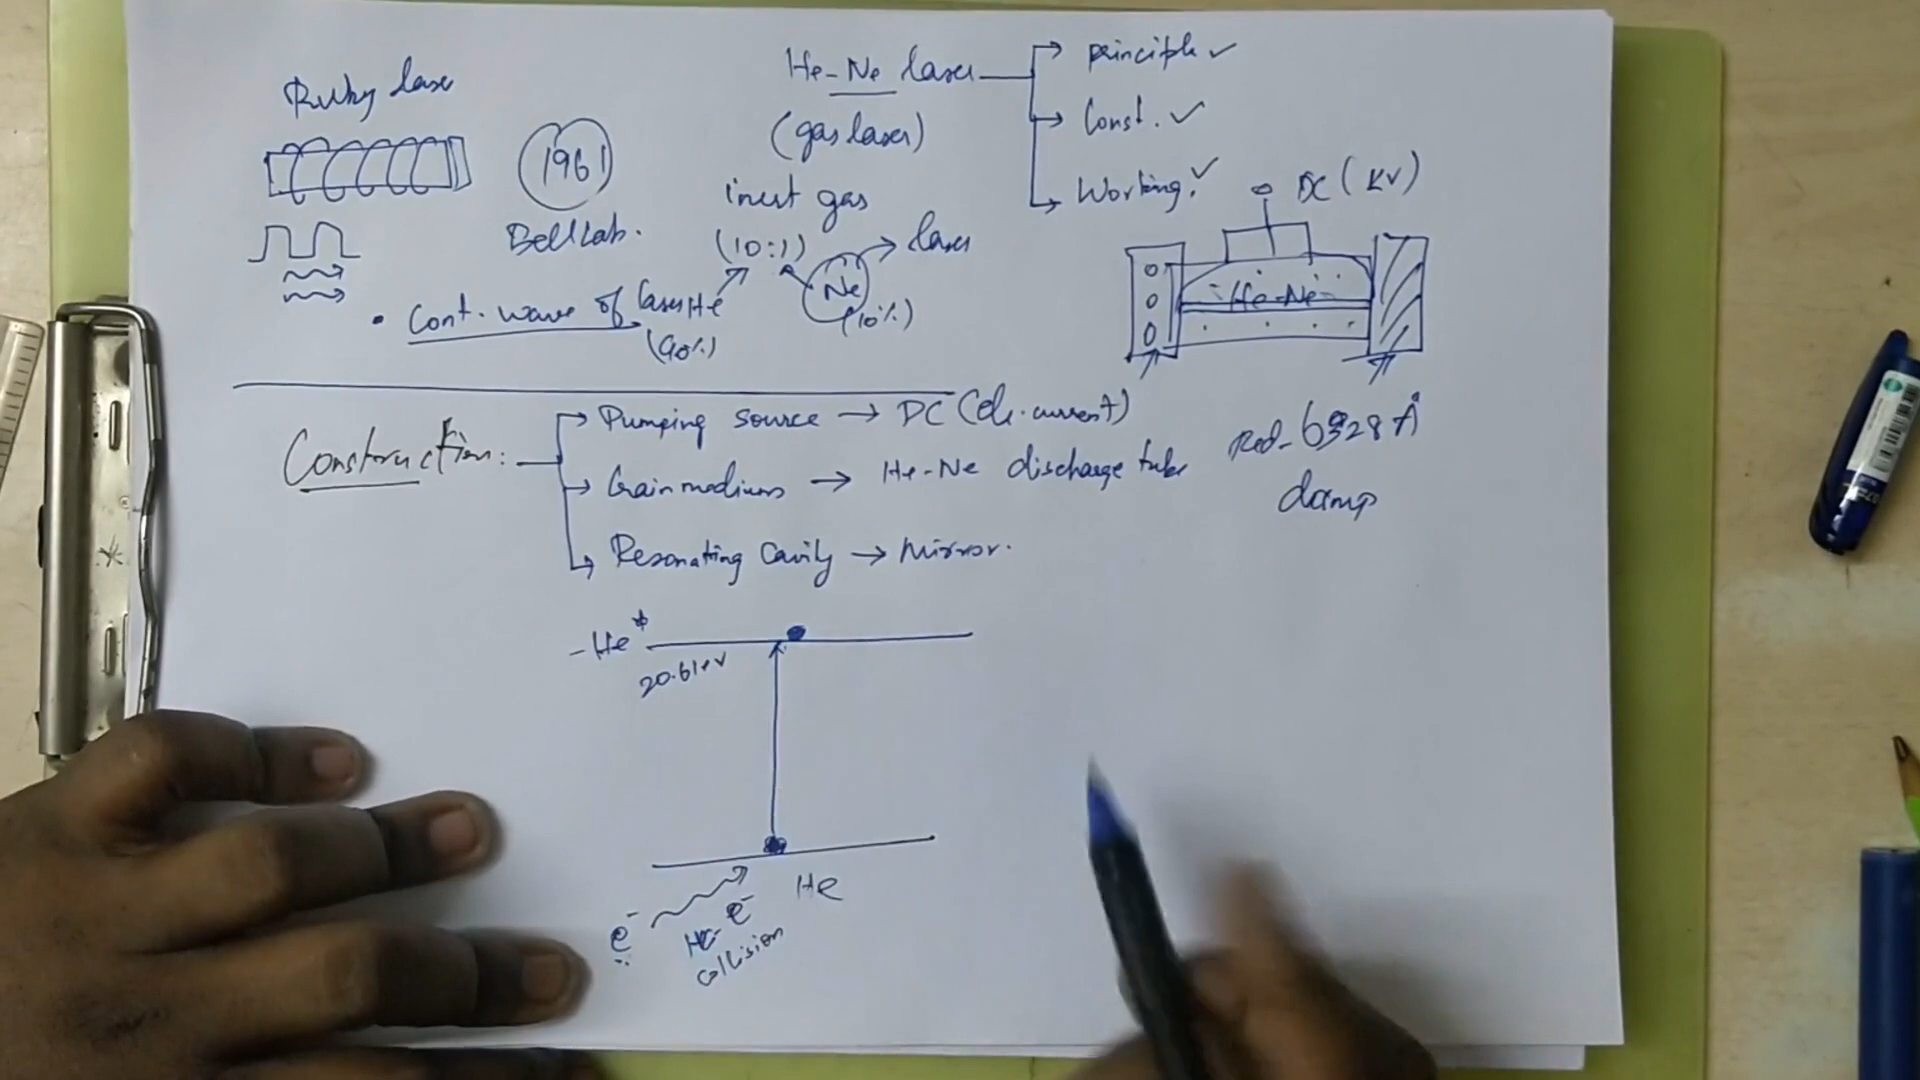 Ruby laser
He-Ne laser
principle ✓
Const. ✓
Working. ✓
(gas laser)
1961
Bell Lab.
inert gas
(10:1)
laser
DC (KV)
Ne
(10%)
He-Ne
• Cont. wave of laser He
(90%)
Construction:
Pumping source → DC (ele. current)
Gain medium → He-Ne discharge tube
Resonating Cavity → Mirror.
Red - 6328 Å
-He*
20.61eV
He
e-
He- e-
collision